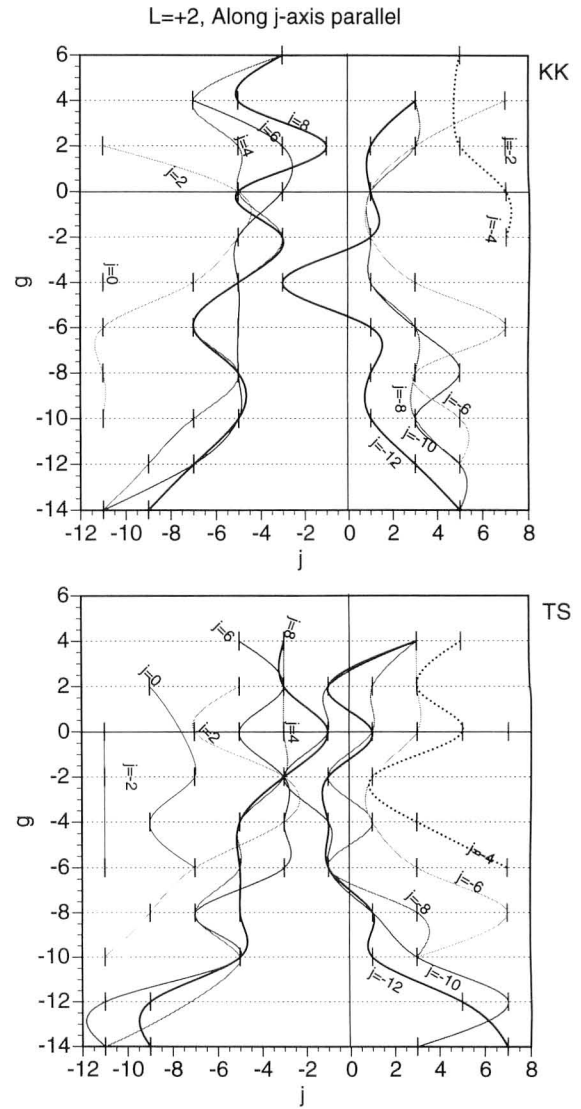 L=+2, Along j-axis parallel
KK
6
4
2
0
-2
-4
-6
-8
-10
-12
-14
g
j=8
j=6
j=4
j=2
j=0
j=-2
j=-4
j=-6
j=-8
j=-10
j=-12
-12 -10 -8 -6 -4 -2 0 2 4 6 8
j
TS
6
4
2
0
-2
-4
-6
-8
-10
-12
-14
g
j=6
j=8
j=0
j=2
j=4
j=-2
j=-4
j=-6
j=-8
j=-10
j=-12
-12 -10 -8 -6 -4 -2 0 2 4 6 8
j